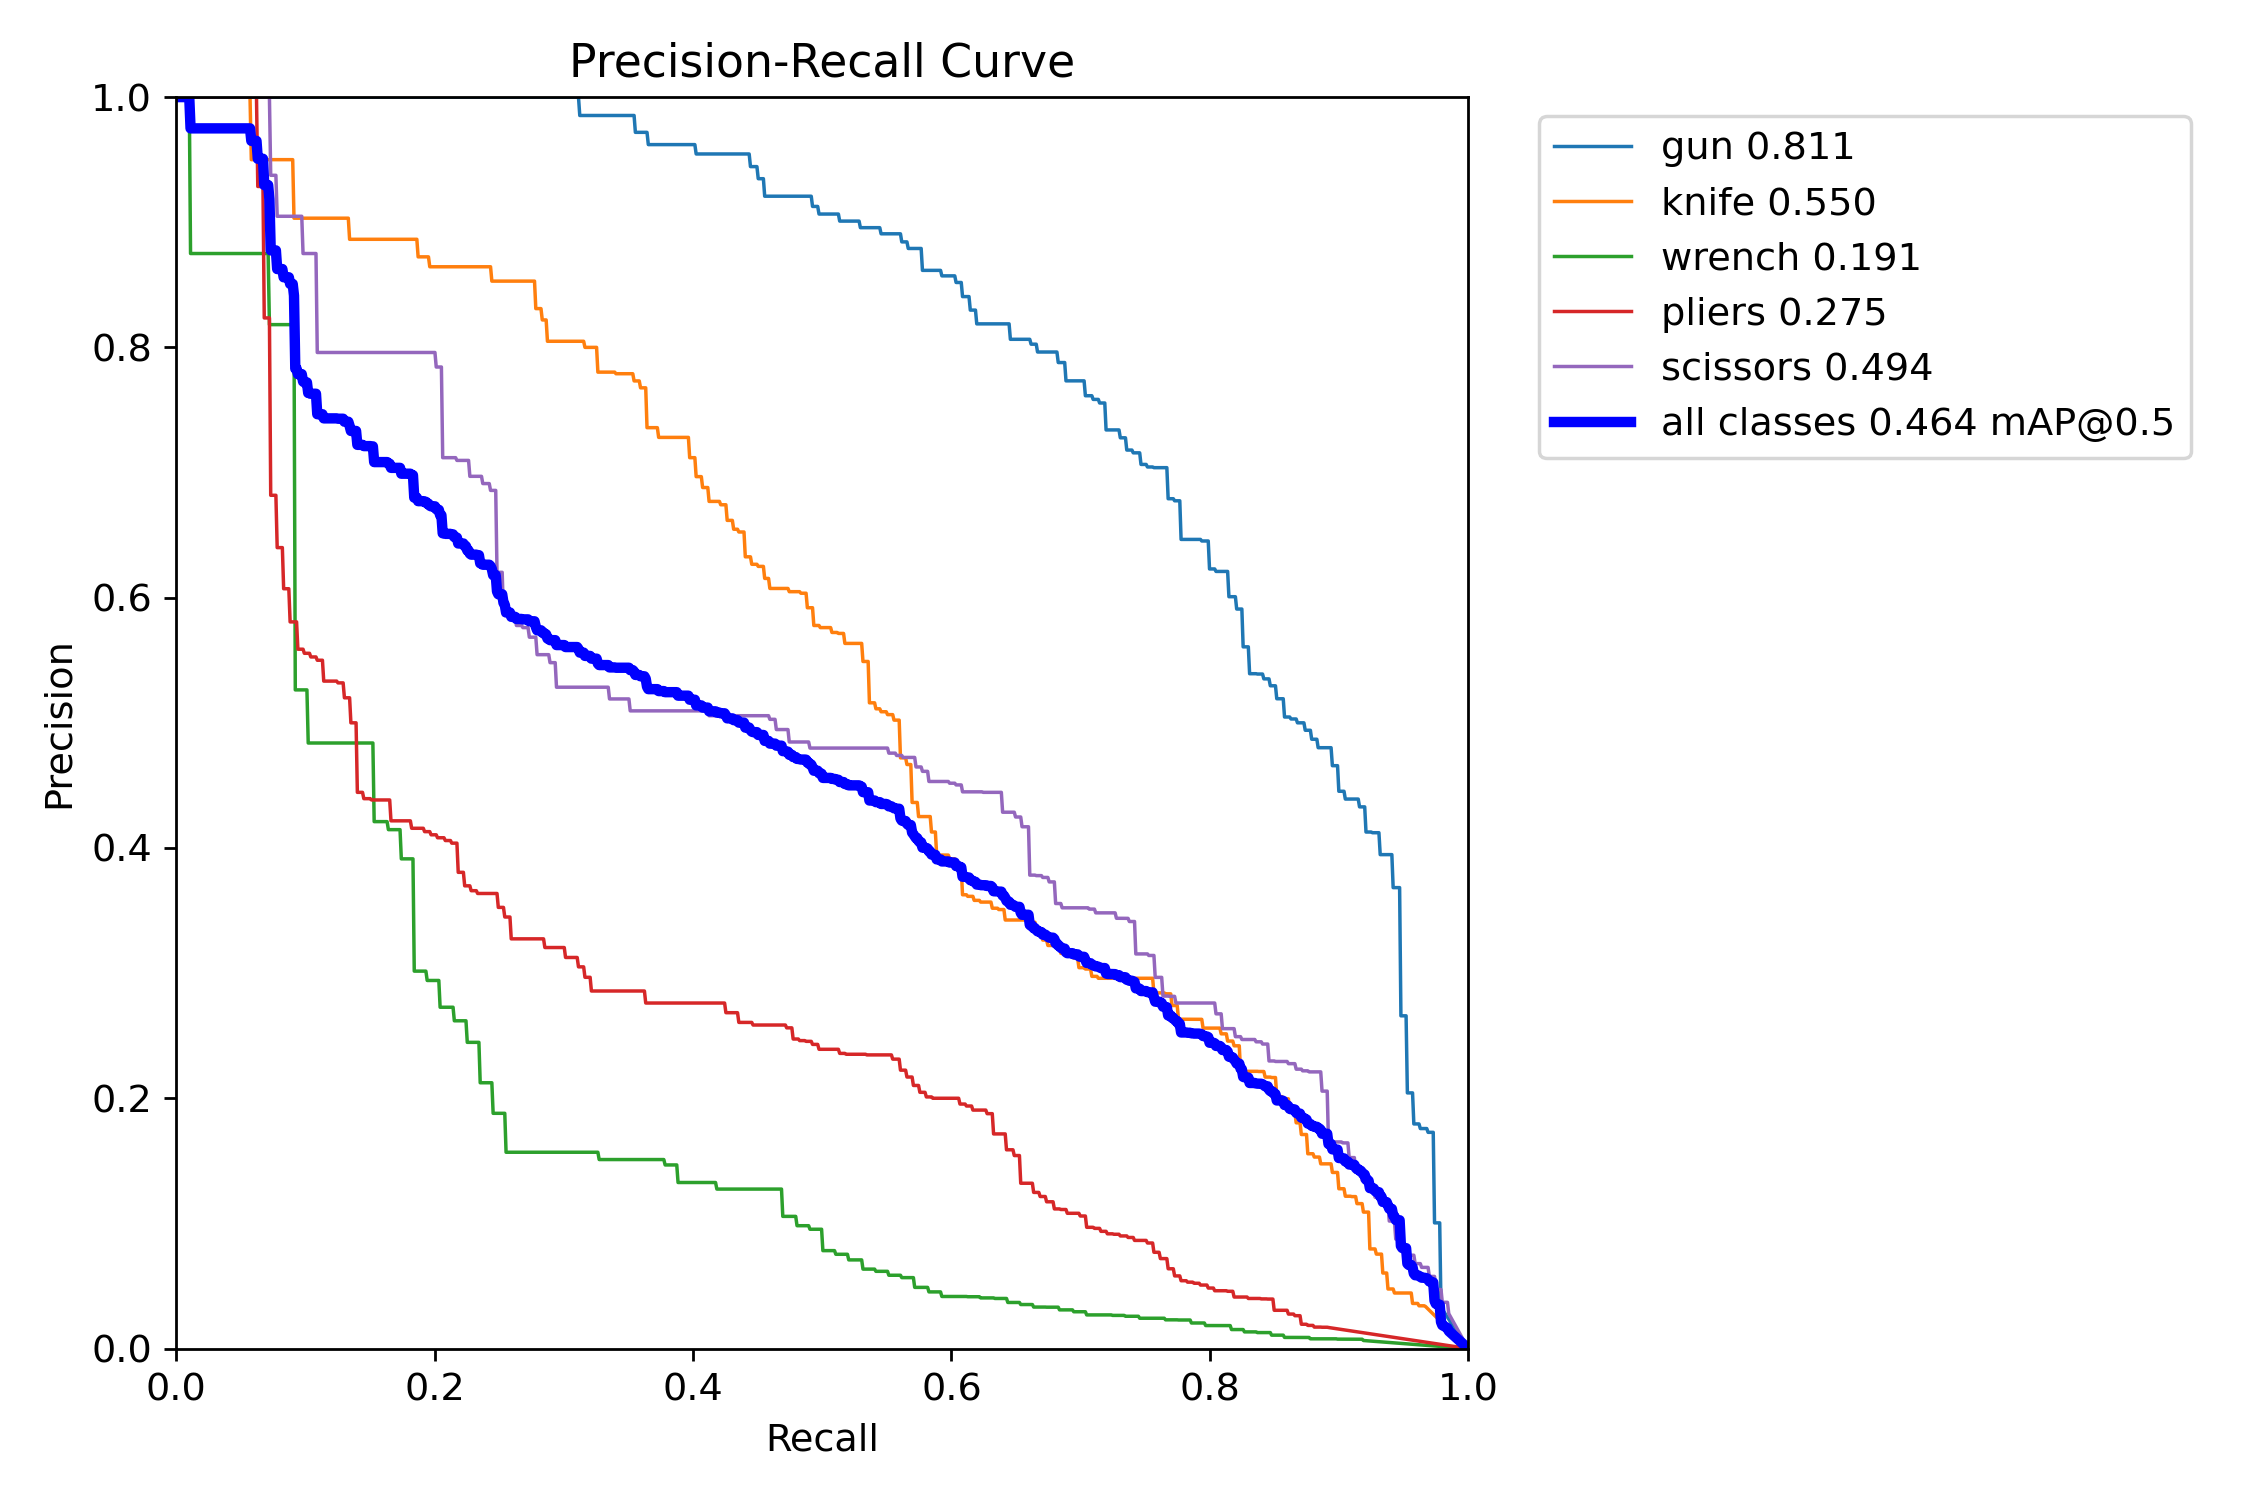 Precision-Recall Curve
1.0
0.8
0.6
0.4
0.2
0.0
Precision
0.0 0.2 0.4 0.6 0.8 1.0
Recall
gun 0.811
knife 0.550
wrench 0.191
pliers 0.275
scissors 0.494
all classes 0.464 mAP@0.5